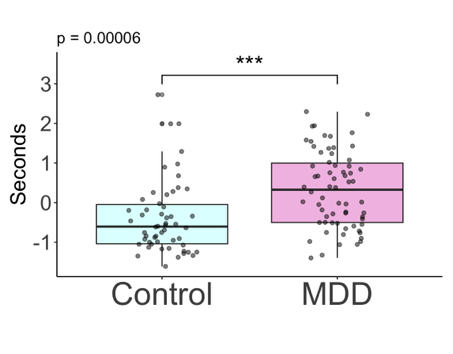 p = 0.00006
***
3
2
1
0
-1
Seconds
Control
MDD